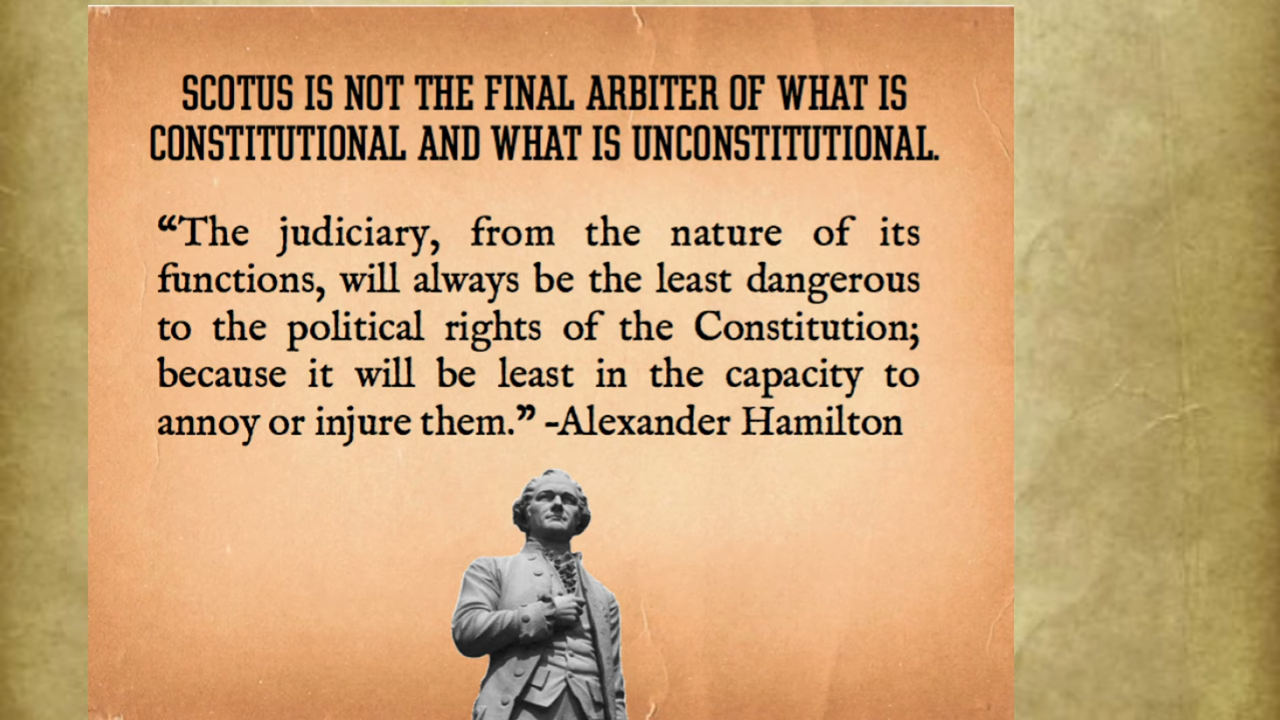 SCOTUS IS NOT THE FINAL ARBITER OF WHAT IS
CONSTITUTIONAL AND WHAT IS UNCONSTITUTIONAL.
“The judiciary, from the nature of its
functions, will always be the least dangerous
to the political rights of the Constitution;
because it will be least in the capacity to
annoy or injure them.” -Alexander Hamilton